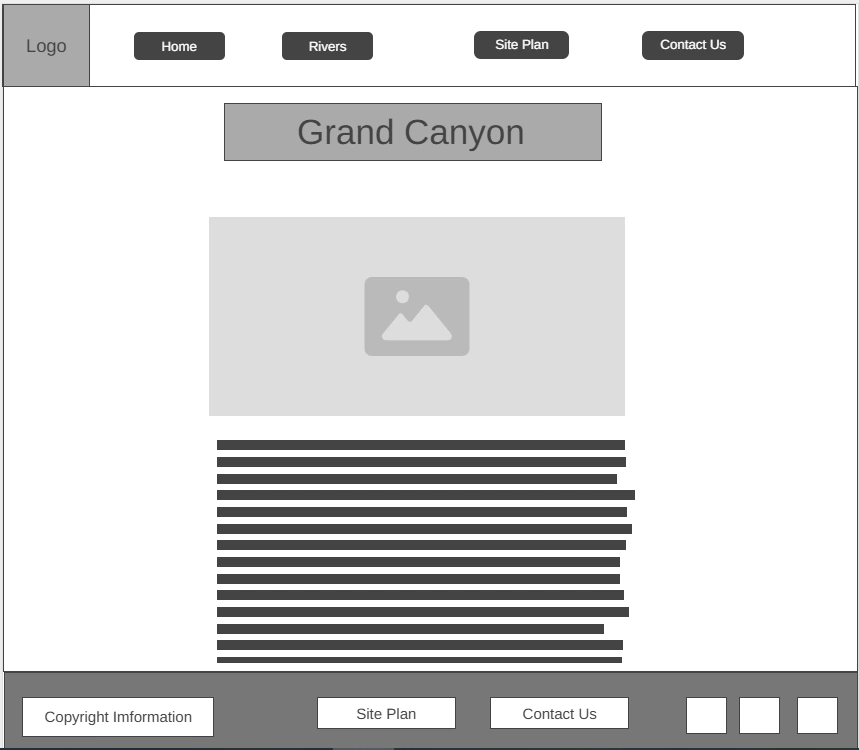 Logo
Home
Rivers
Site Plan
Contact Us
Grand Canyon
Copyright Imformation
Site Plan
Contact Us